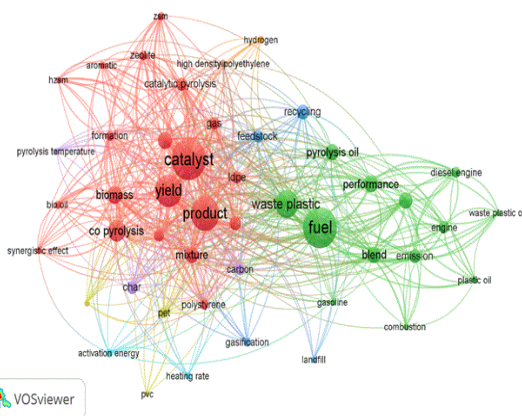 zsm
hydrogen
zeolite
aromatic
high density polyethylene
hzsm
catalytic pyrolysis
recycling
gas
formation
feedstock
pyrolysis temperature
catalyst
pyrolysis oil
diesel engine
ldpe
performance
biomass
yield
bio oil
waste plastic
product
waste plastic o
fuel
engine
co pyrolysis
synergistic effect
mixture
blend
emission
carbon
plastic oil
char
polystyrene
gasoline
pet
combustion
gasification
activation energy
landfill
heating rate
pvc
VOSviewer